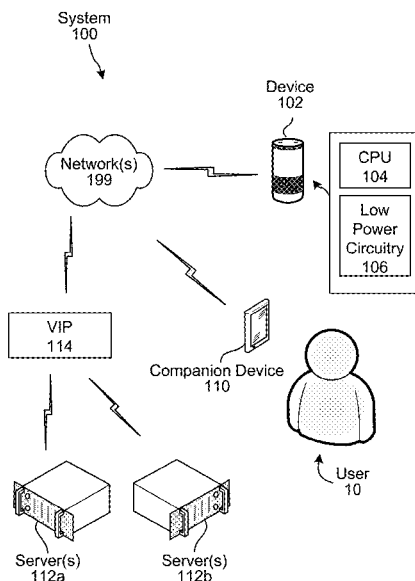 System
100
Device
102
Network(s)
199
CPU
104
Low
Power
Circuitry
106
VIP
114
Companion Device
110
User
10
Server(s)
112a
Server(s)
112b